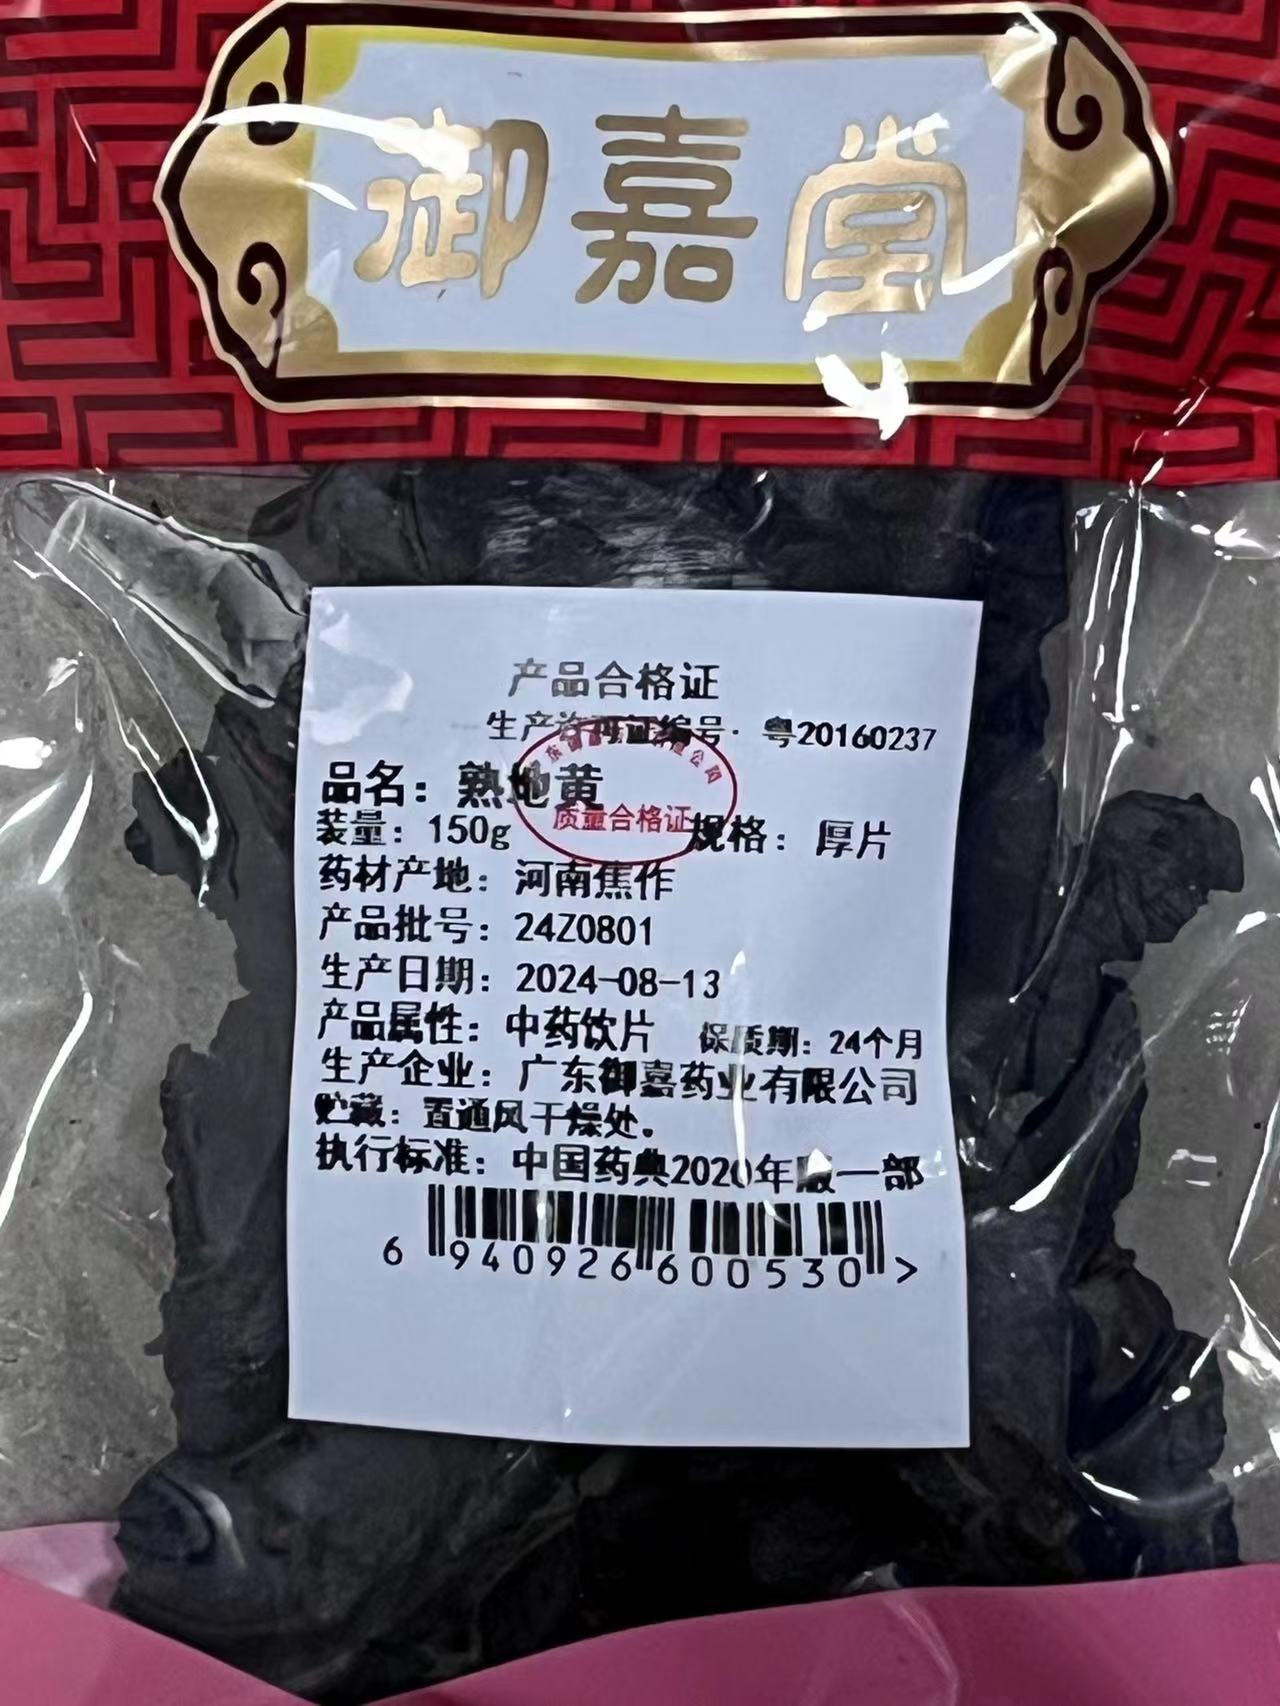 御嘉堂
产品合格证
生产许可证编号: 粤20160237
品名: 熟地黄
质量合格证
装量: 150g 规格: 厚片
药材产地: 河南焦作
产品批号: 24Z0801
生产日期: 2024-08-13
产品属性: 中药饮片 保质期: 24个月
生产企业: 广东御嘉药业有限公司
贮藏: 置通风干燥处。
执行标准: 中国药典2020年版一部
6 940926 600530 >